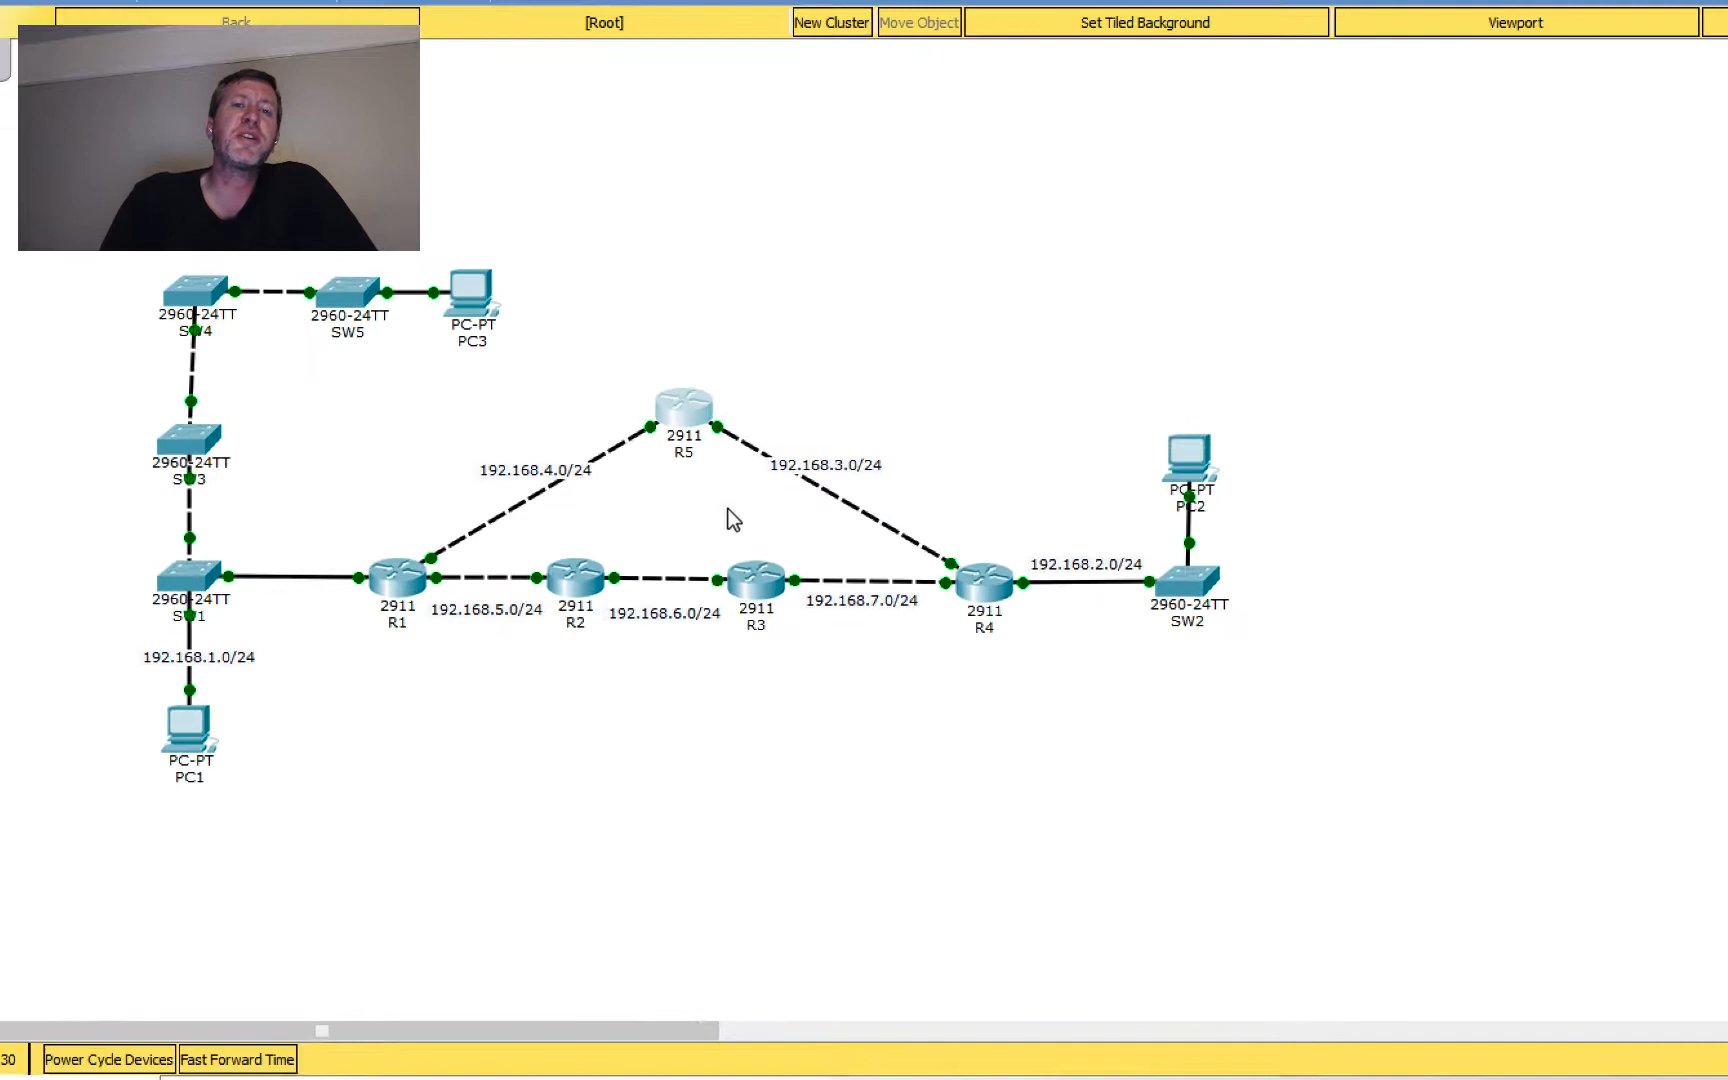 Back
[Root]
New Cluster
Move Object
Set Tiled Background
Viewport
2960-24TT
SW4
2960-24TT
SW5
PC-PT
PC3
2911
R5
192.168.4.0/24
192.168.3.0/24
2960-24TT
SW3
PC-PT
PC2
192.168.2.0/24
2960-24TT
SW1
2911
R1
192.168.5.0/24
2911
R2
192.168.6.0/24
2911
R3
192.168.7.0/24
2911
R4
2960-24TT
SW2
192.168.1.0/24
PC-PT
PC1
30
Power Cycle Devices
Fast Forward Time